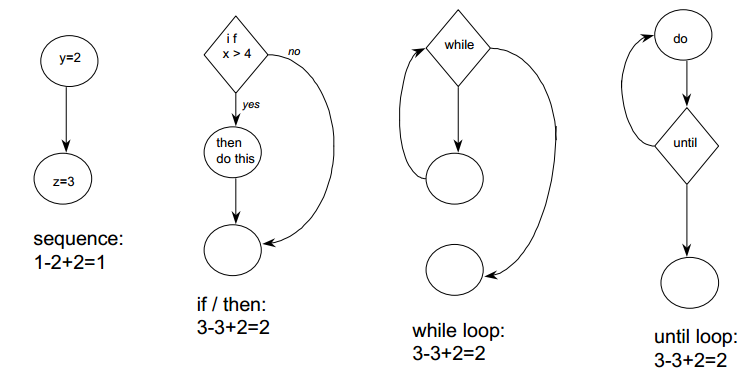 y=2
z=3
sequence:
1-2+2=1
if
x > 4
no
yes
then
do this
if / then:
3-3+2=2
while
while loop:
3-3+2=2
do
until
until loop:
3-3+2=2